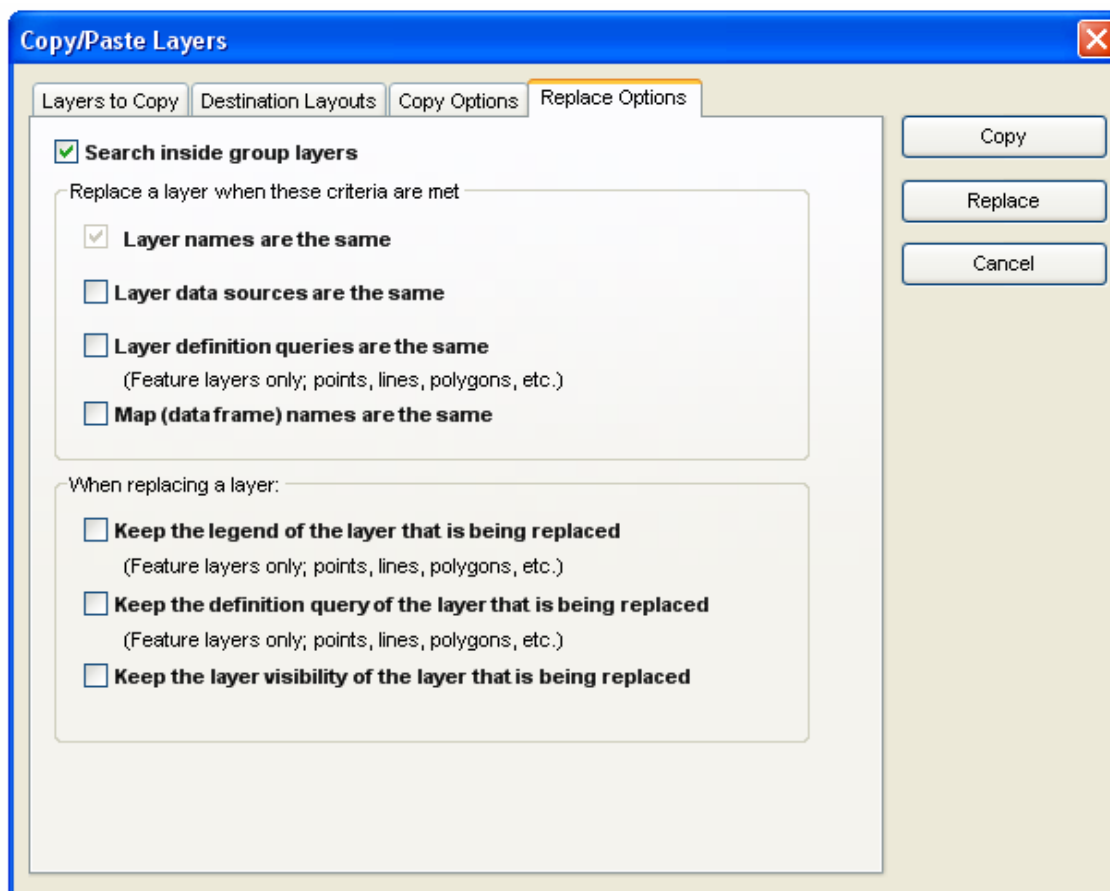 Copy/Paste Layers
Layers to Copy
Destination Layouts
Copy Options
Replace Options
Copy
Replace
Cancel
Search inside group layers
Replace a layer when these criteria are met
Layer names are the same
Layer data sources are the same
Layer definition queries are the same
(Feature layers only; points, lines, polygons, etc.)
Map (data frame) names are the same
When replacing a layer:
Keep the legend of the layer that is being replaced
(Feature layers only; points, lines, polygons, etc.)
Keep the definition query of the layer that is being replaced
(Feature layers only; points, lines, polygons, etc.)
Keep the layer visibility of the layer that is being replaced